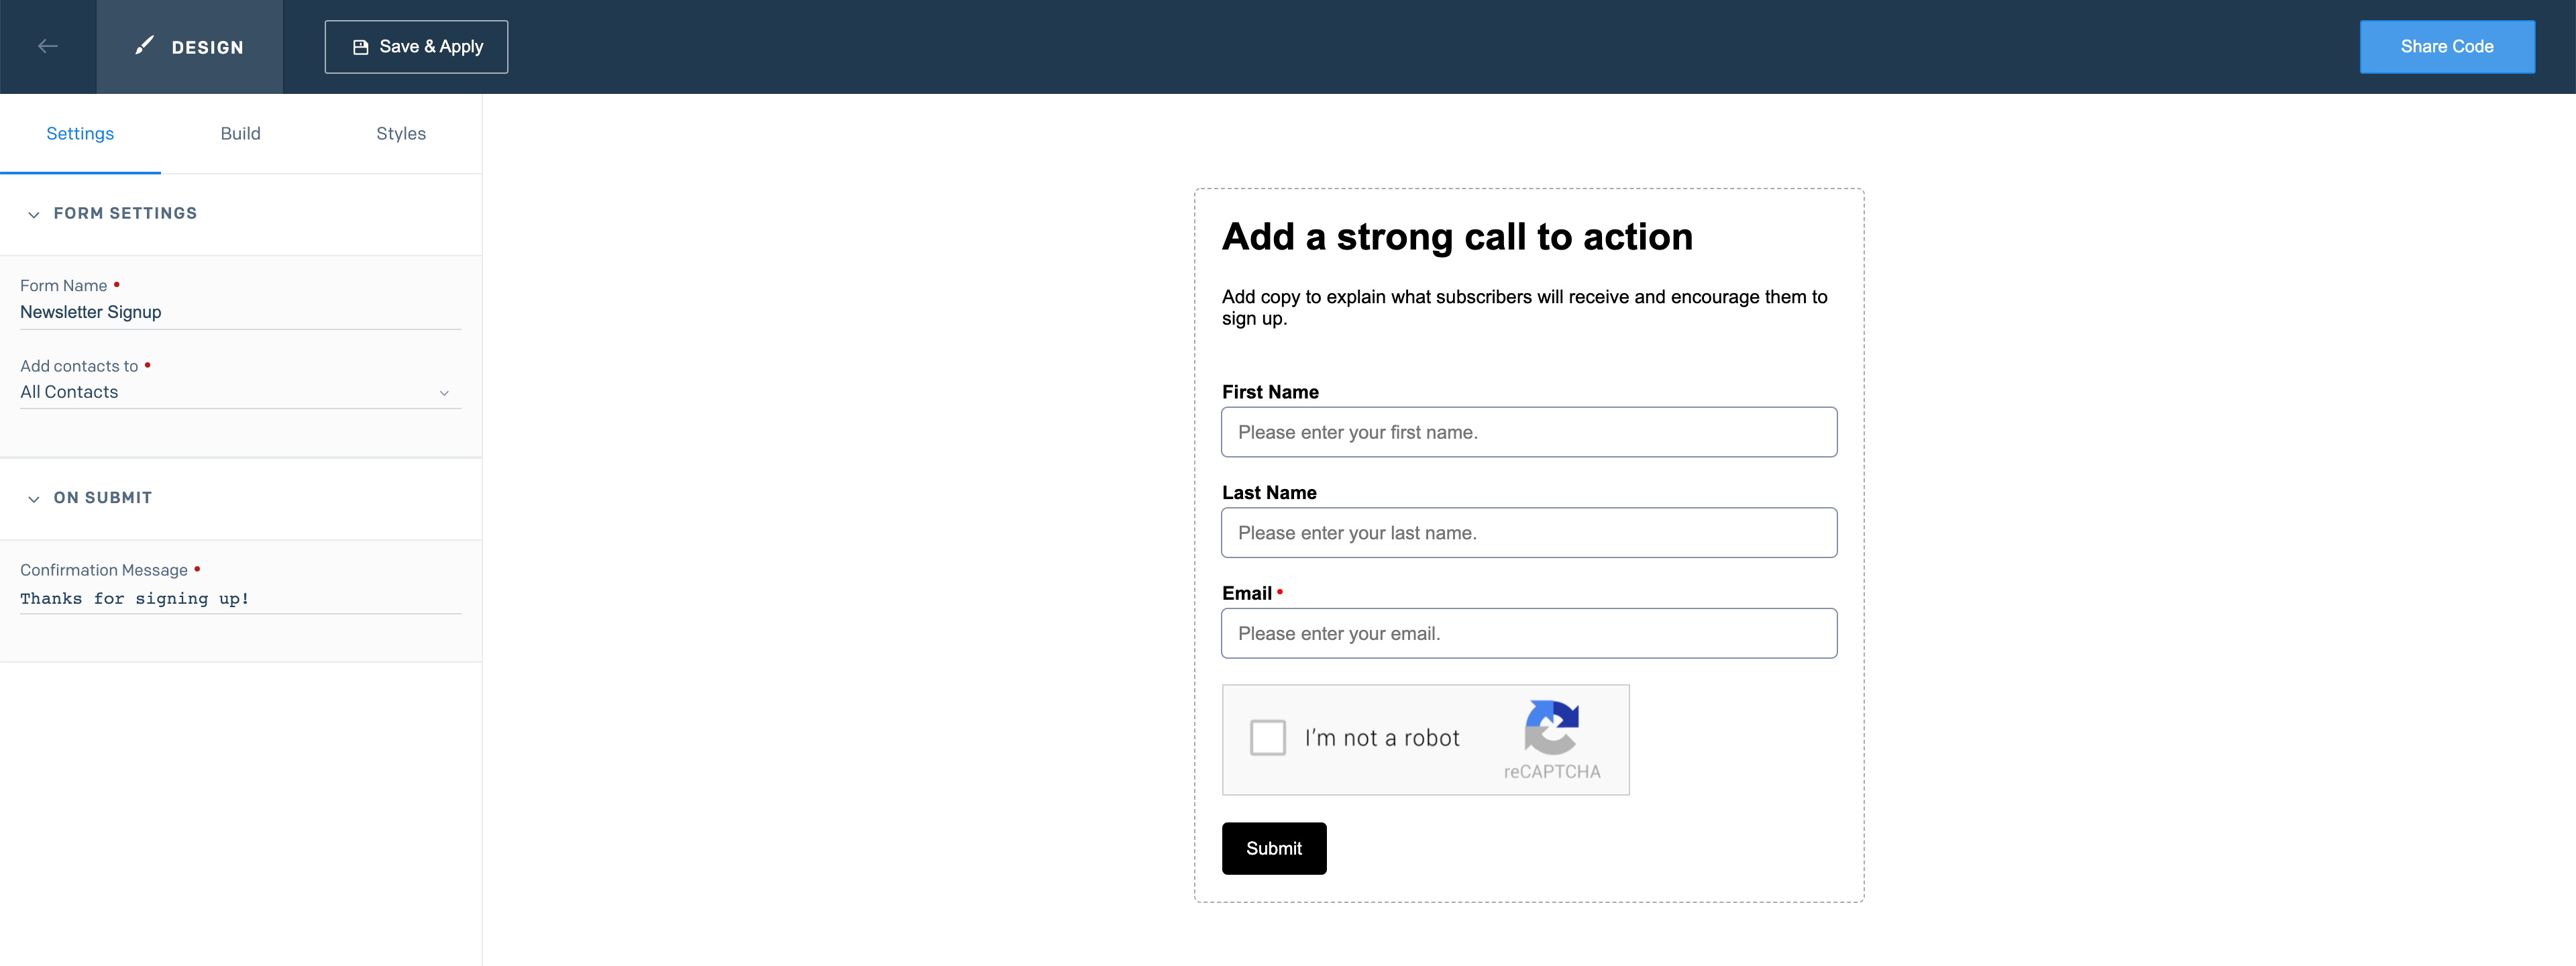 DESIGN
Save & Apply
Share Code
Settings
Build
Styles
FORM SETTINGS
Form Name
Newsletter Signup
Add contacts to
All Contacts
ON SUBMIT
Confirmation Message
Thanks for signing up!
Add a strong call to action
Add copy to explain what subscribers will receive and encourage them to
sign up.
First Name
Please enter your first name.
Last Name
Please enter your last name.
Email
Please enter your email.
I'm not a robot
reCAPTCHA
Submit